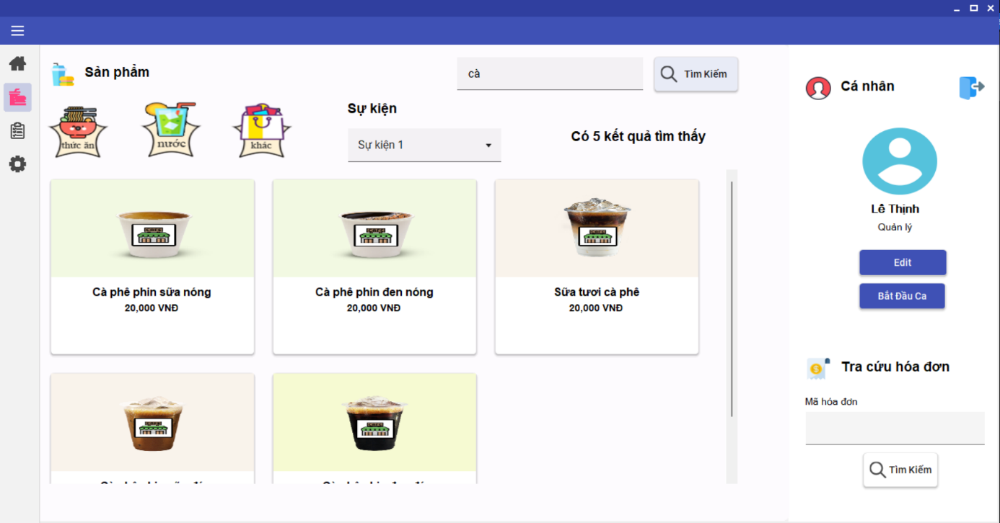 Sản phẩm
cà
Tìm Kiếm
thức ăn
nước
khác
Sự kiện
Sự kiện 1
Có 5 kết quả tìm thấy
Cà phê phin sữa nóng
20,000 VNĐ
Cà phê phin đen nóng
20,000 VNĐ
Sữa tươi cà phê
20,000 VNĐ
Cá nhân
Lê Thịnh
Quản lý
Edit
Bắt Đầu Ca
Tra cứu hóa đơn
Mã hóa đơn
Tìm Kiếm